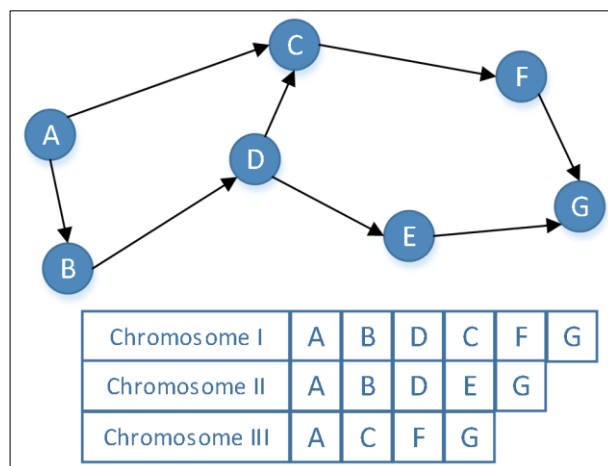 C
F
A
D
G
E
B
Chromosome I A B D C F G
Chromosome II A B D E G
Chromosome III A C F G